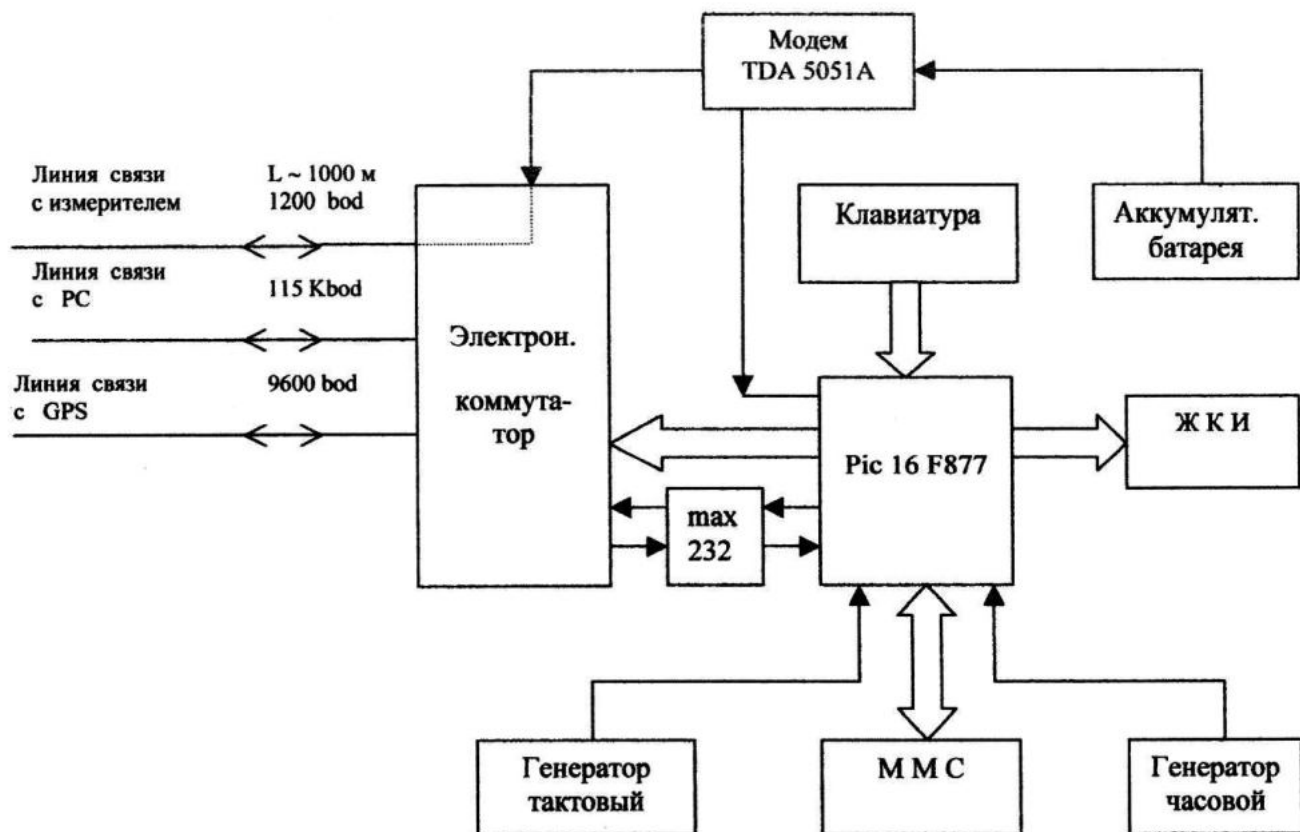 Модем
TDA 5051A
Линия связи
с измерителем
L ~ 1000 м
1200 bod
Клавиатура
Аккумулят.
батарея
Линия связи
с PC
115 Kbod
Электрон.
коммута-
тор
Линия связи
с GPS
9600 bod
Pic 16 F877
Ж К И
max
232
Генератор
тактовый
М М С
Генератор
часовой